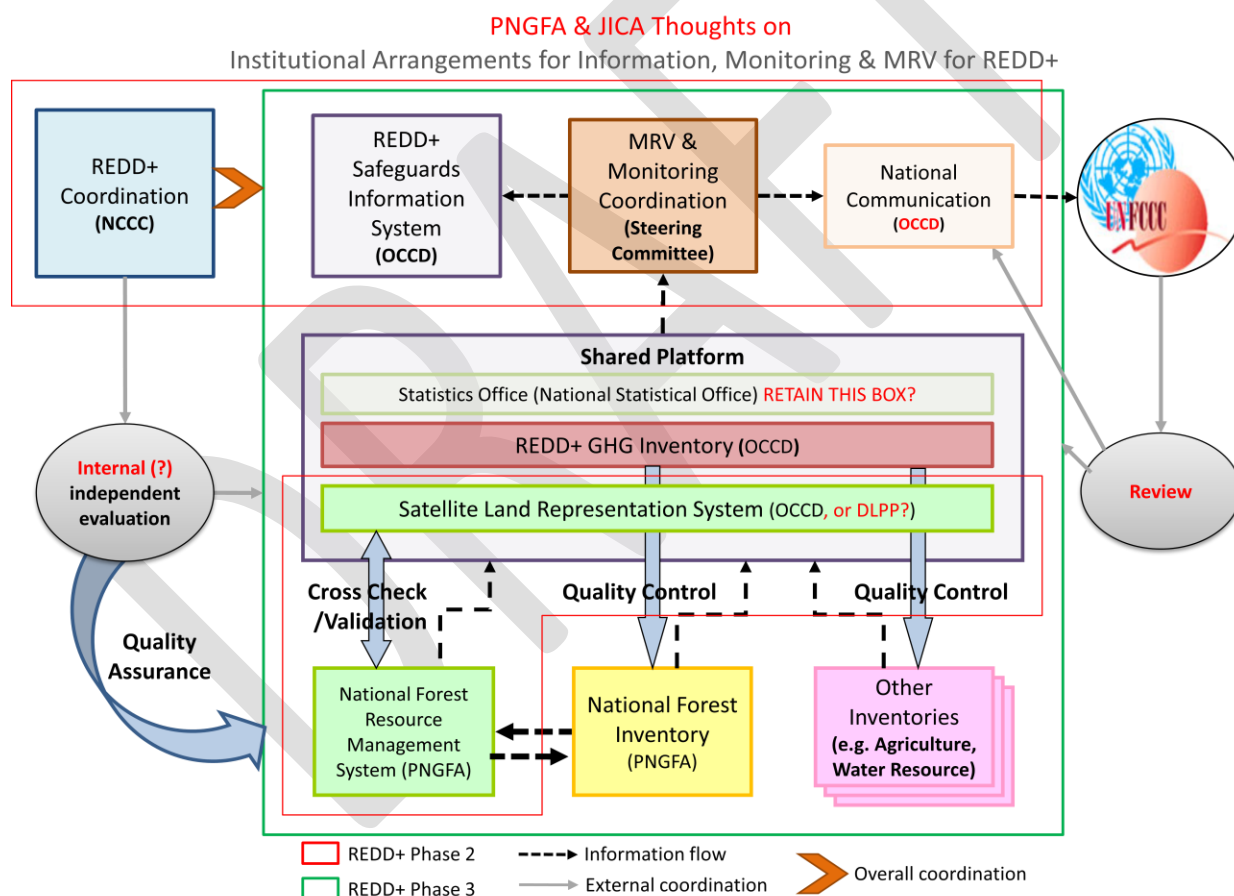 PNGFA & JICA Thoughts on
Institutional Arrangements for Information, Monitoring & MRV for REDD+
REDD+
Coordination
(NCCC)
REDD+
Safeguards
Information
System
(OCCD)
MRV &
Monitoring
Coordination
(Steering
Committee)
National
Communication
(OCCD)
UNFCCC
Shared Platform
Statistics Office (National Statistical Office) RETAIN THIS BOX?
REDD+ GHG Inventory (OCCD)
Satellite Land Representation System (OCCD, or DLPP?)
Internal (?)
independent
evaluation
Review
Cross Check
/Validation
Quality Control
Quality Control
Quality
Assurance
National Forest
Resource
Management
System (PNGFA)
National Forest
Inventory
(PNGFA)
Other
Inventories
(e.g. Agriculture,
Water Resource)
REDD+ Phase 2
Information flow
Overall coordination
REDD+ Phase 3
External coordination
DRAFT